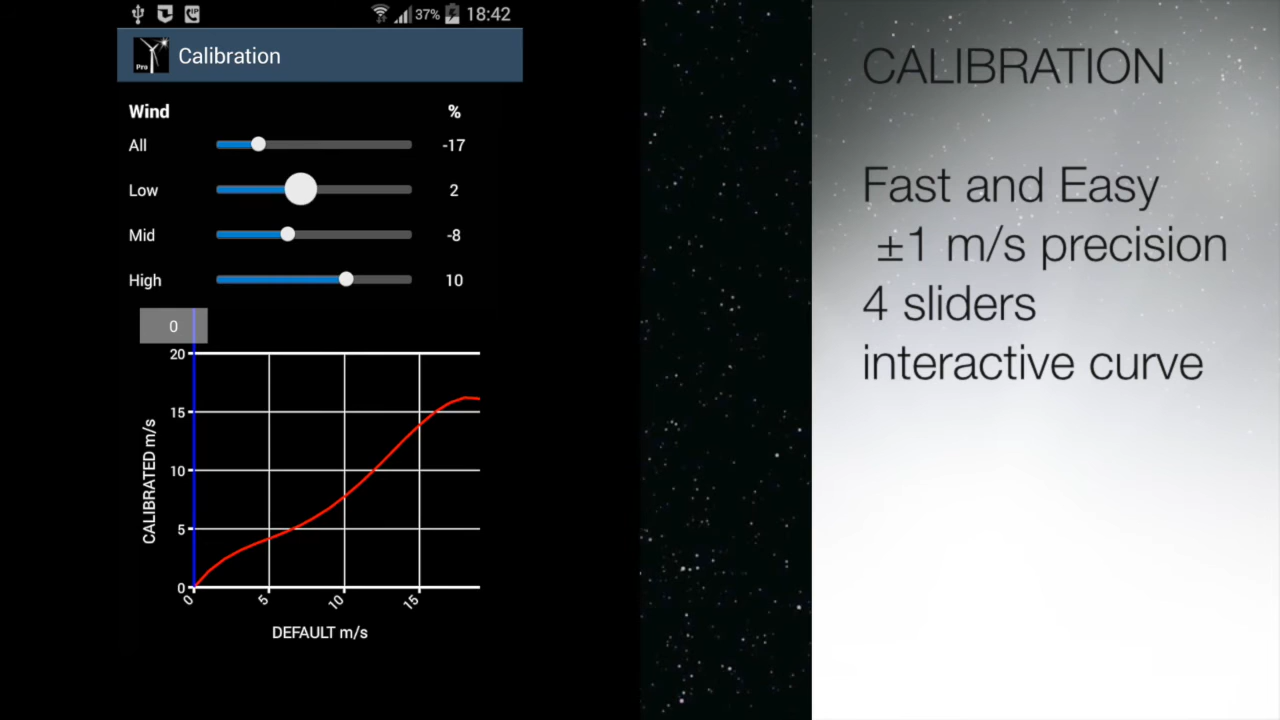 37% 18:42
Pro
Calibration
Wind %
All -17
Low 2
Mid -8
High 10
0
20
15
10
5
0
CALIBRATED m/s
0 5 10 15
DEFAULT m/s
CALIBRATION
Fast and Easy
±1 m/s precision
4 sliders
interactive curve